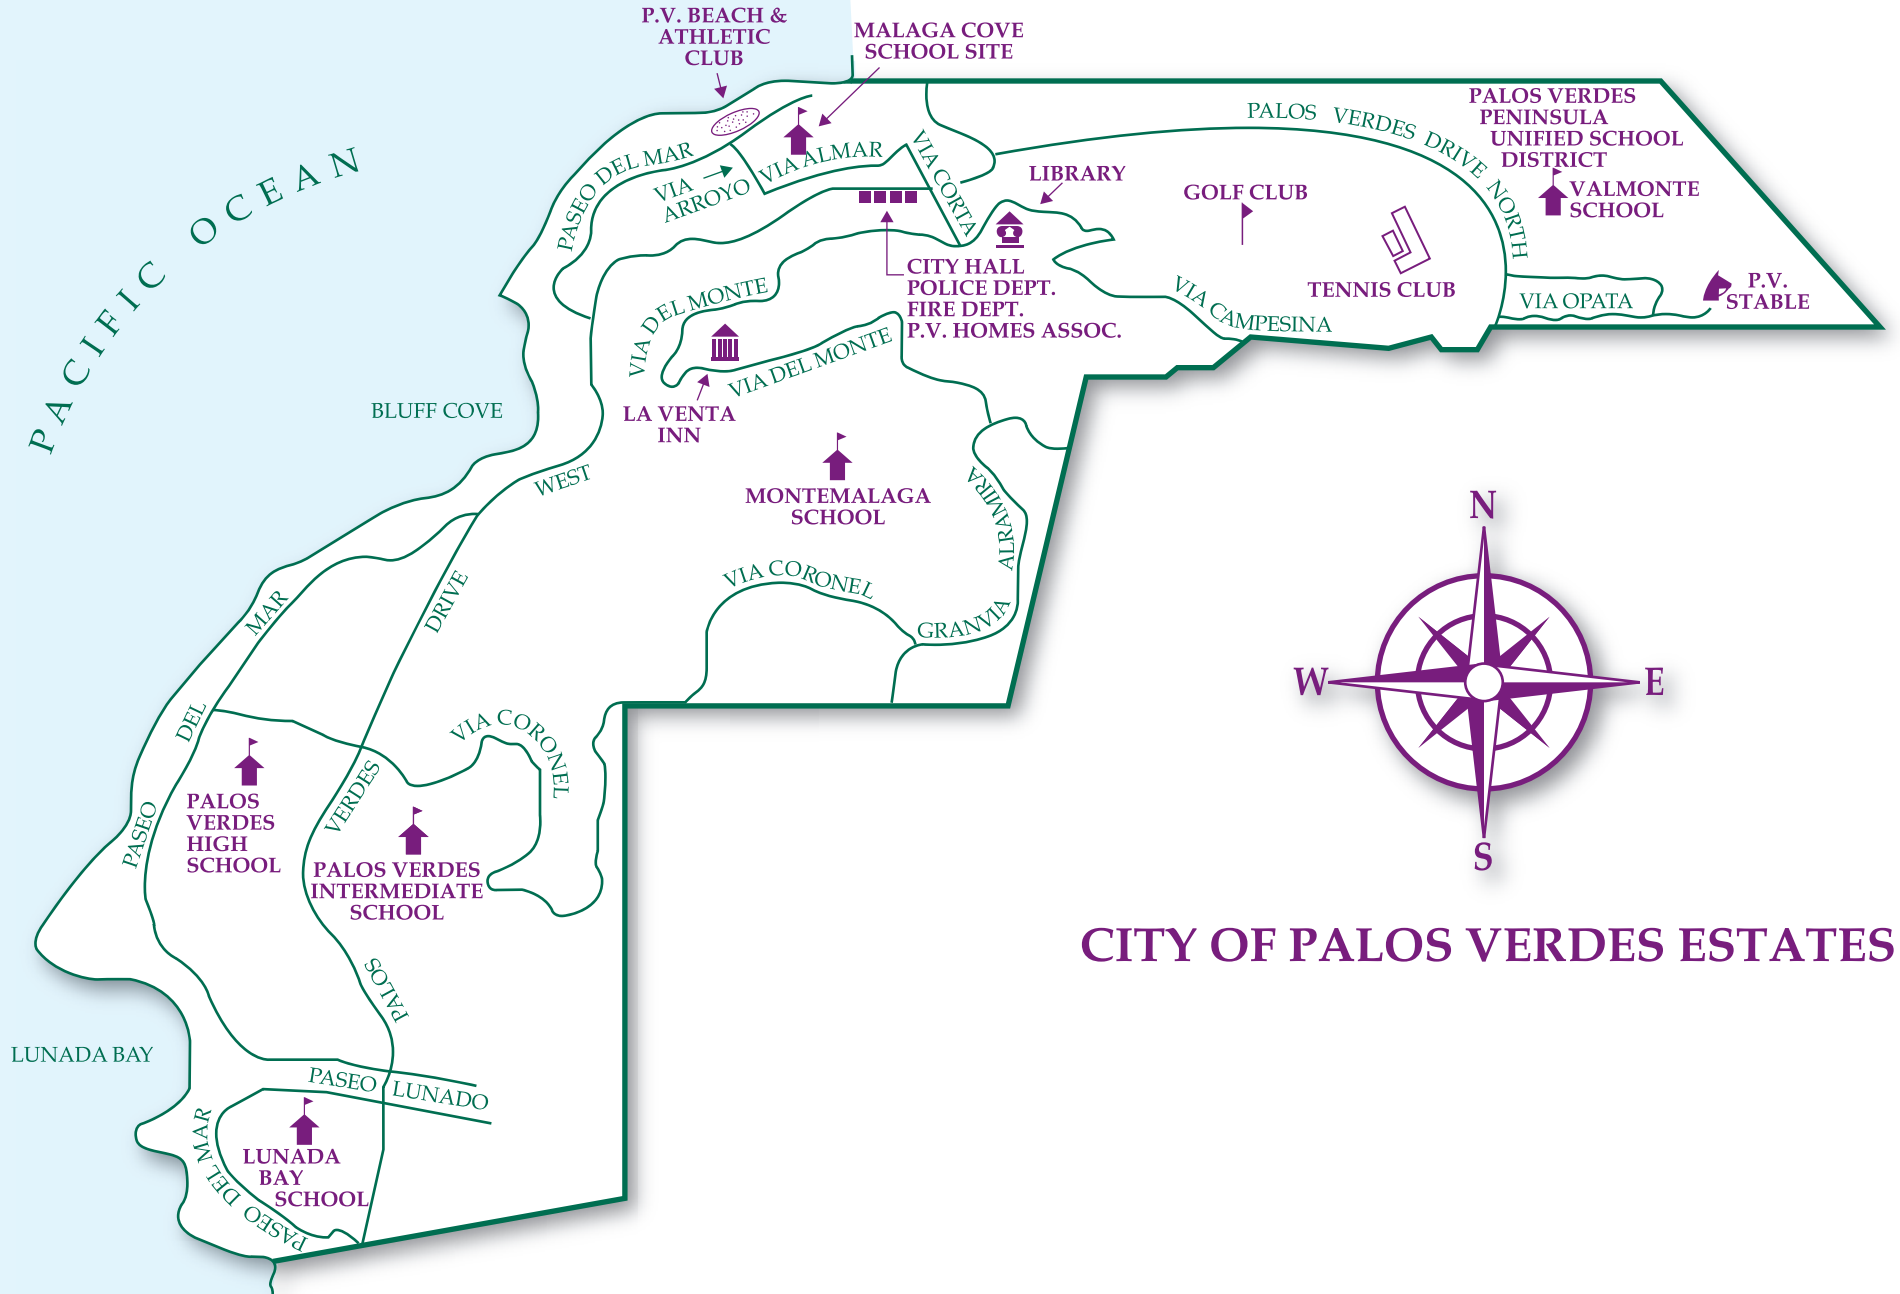 P.V. BEACH &
ATHLETIC
CLUB
MALAGA COVE
SCHOOL SITE
PACIFIC OCEAN
PASEO DEL MAR
VIA
ARROYO
VIA ALMAR
VIA CORTA
LIBRARY
PALOS VERDES DRIVE NORTH
PALOS VERDES
PENINSULA
UNIFIED SCHOOL
DISTRICT
VALMONTE
SCHOOL
GOLF CLUB
TENNIS CLUB
VIA OPATA
P.V.
STABLE
CITY HALL
POLICE DEPT.
FIRE DEPT.
P.V. HOMES ASSOC.
VIA CAMPESINA
VIA DEL MONTE
VIA DEL MONTE
LA VENTA
INN
BLUFF COVE
WEST
MONTEMALAGA
SCHOOL
ALRAMIRA
GRANVIA
VIA CORONEL
DRIVE
MAR
DEL
PASEO
VIA CORONEL
VERDES
PALOS
VERDES
HIGH
SCHOOL
PALOS VERDES
INTERMEDIATE
SCHOOL
PALOS
LUNADA BAY
PASEO LUNADO
PASEO DEL MAR
LUNADA
BAY
SCHOOL
N
W
E
S
CITY OF PALOS VERDES ESTATES